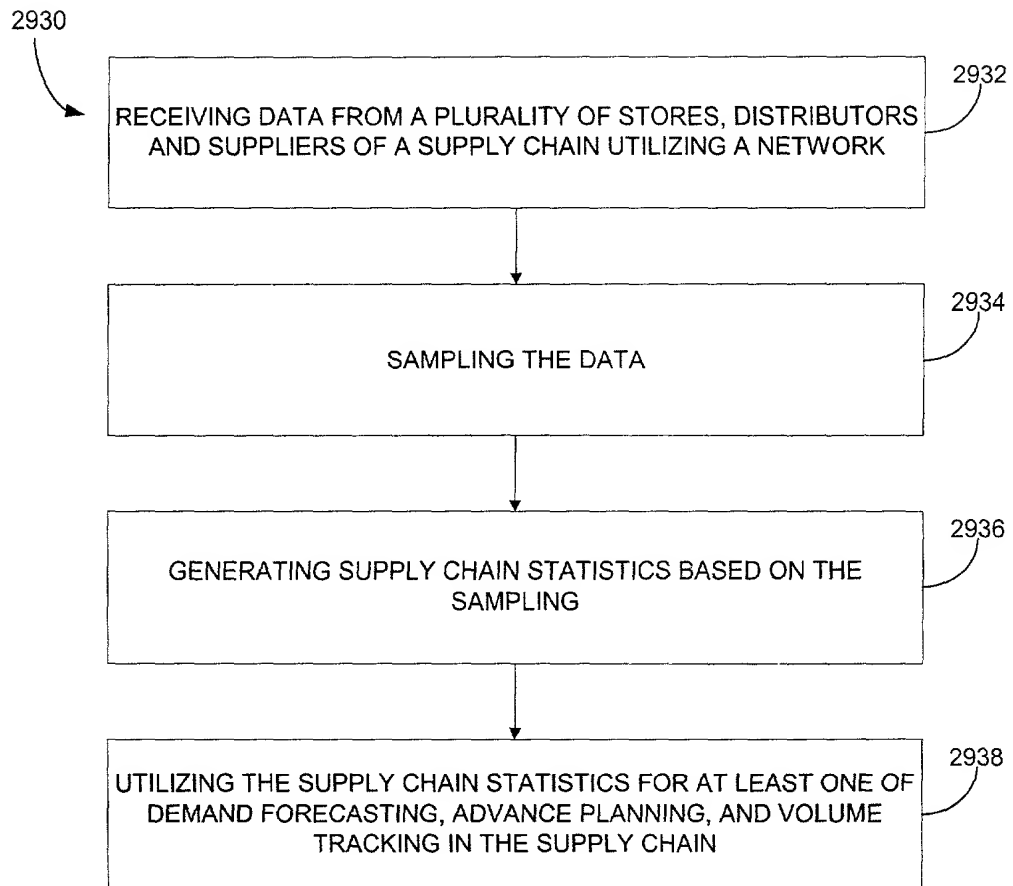 2930
2932
RECEIVING DATA FROM A PLURALITY OF STORES, DISTRIBUTORS
AND SUPPLIERS OF A SUPPLY CHAIN UTILIZING A NETWORK
2934
SAMPLING THE DATA
2936
GENERATING SUPPLY CHAIN STATISTICS BASED ON THE
SAMPLING
2938
UTILIZING THE SUPPLY CHAIN STATISTICS FOR AT LEAST ONE OF
DEMAND FORECASTING, ADVANCE PLANNING, AND VOLUME
TRACKING IN THE SUPPLY CHAIN